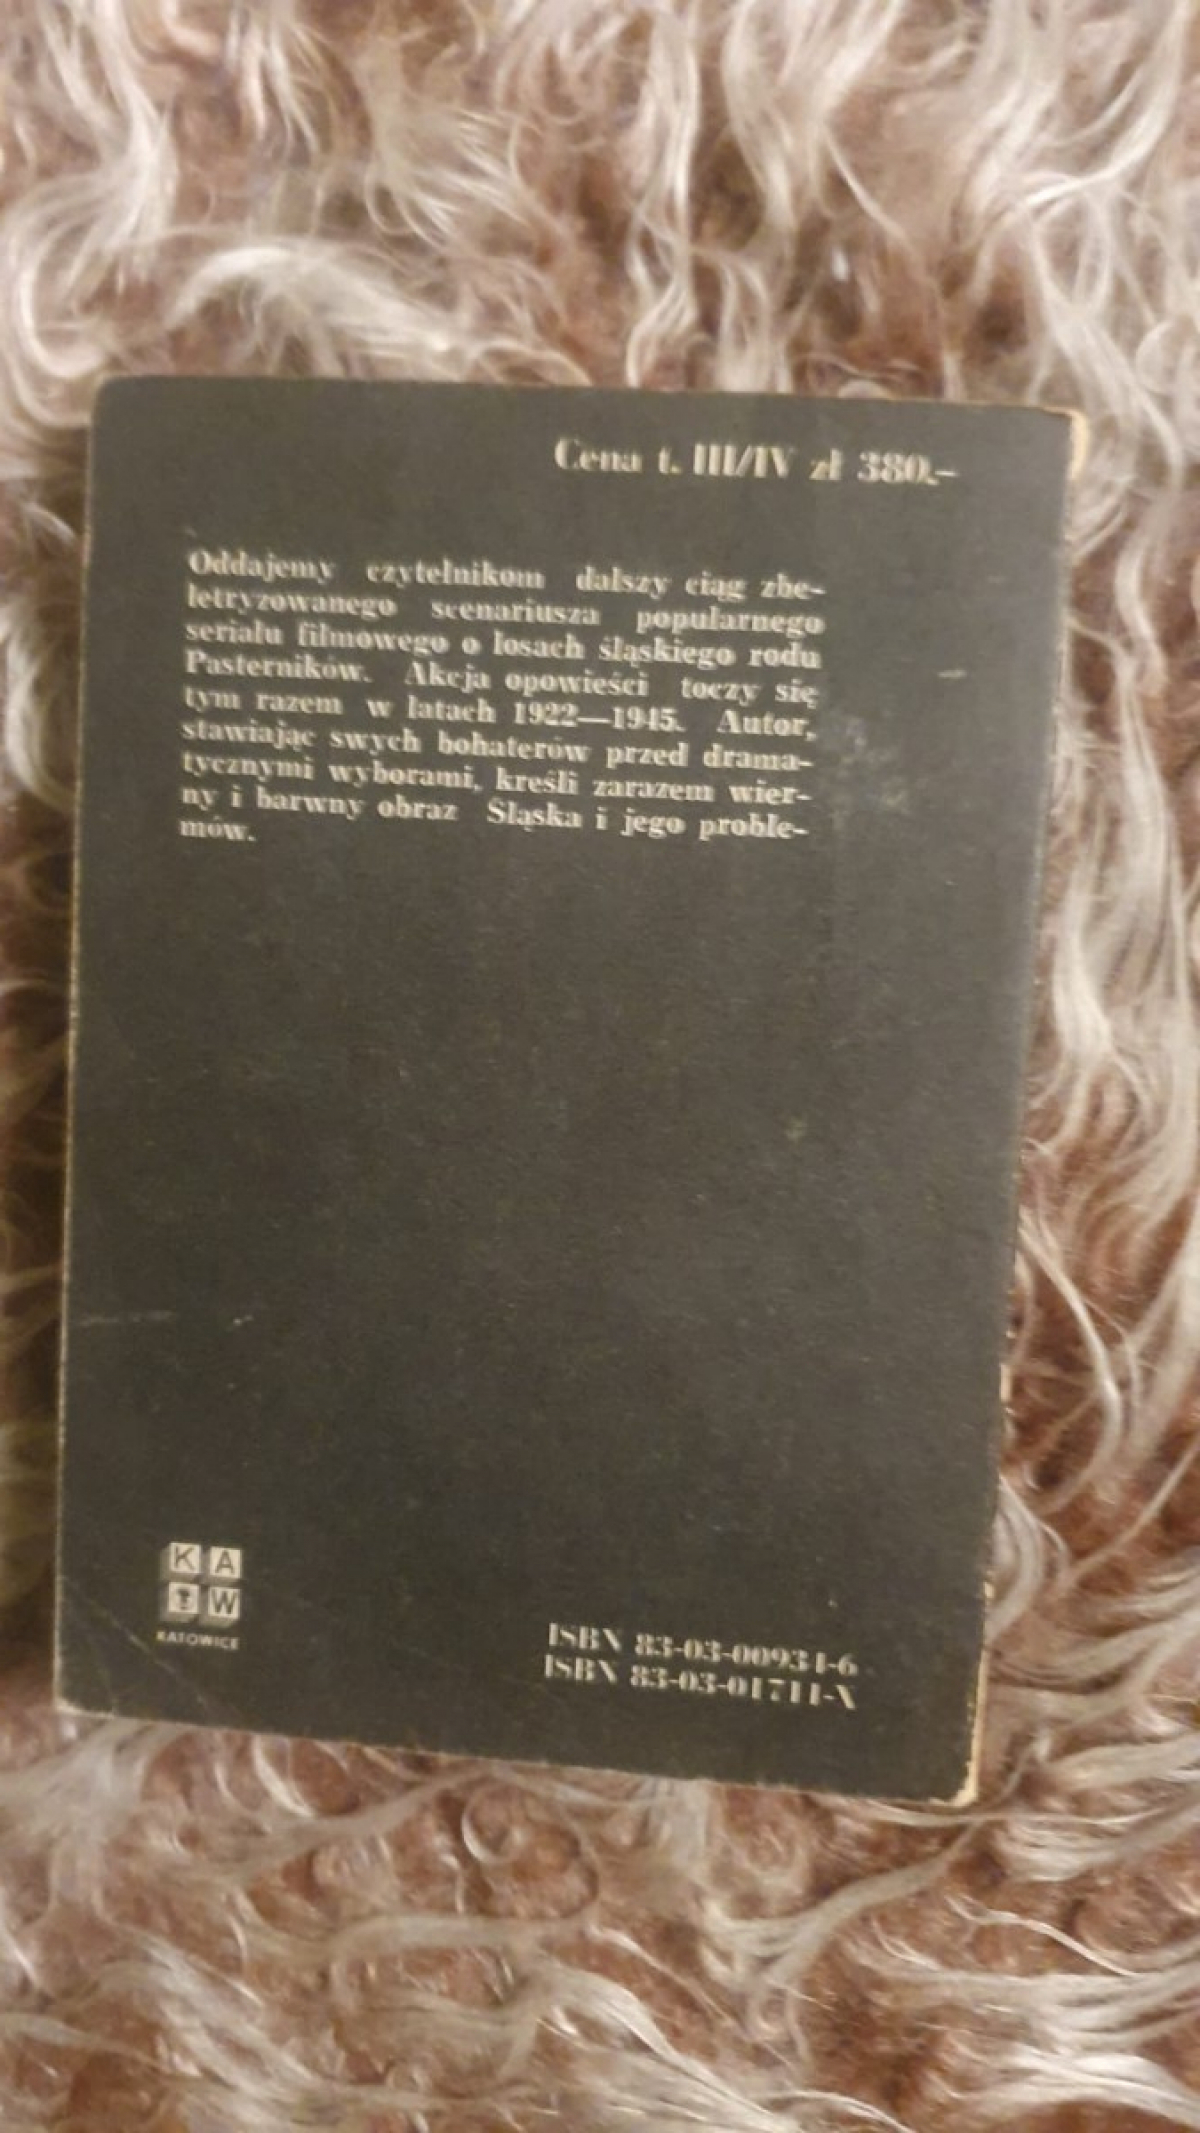 Cena t. III/IV zł 380.—
Oddajemy czytelnikom dalszy ciąg zbe-
letryzowanego scenariusza popularnego
serialu filmowego o losach śląskiego rodu
Pasterników. Akcja opowieści toczy się
tym razem w latach 1922—1945. Autor,
stawiając swych bohaterów przed drama-
tycznymi wyborami, kreśli zarazem wier-
ny i barwny obraz Śląska i jego proble-
mów.
K A
W
KATOWICE
ISBN 83-03-00934-6
ISBN 83-03-01711-X